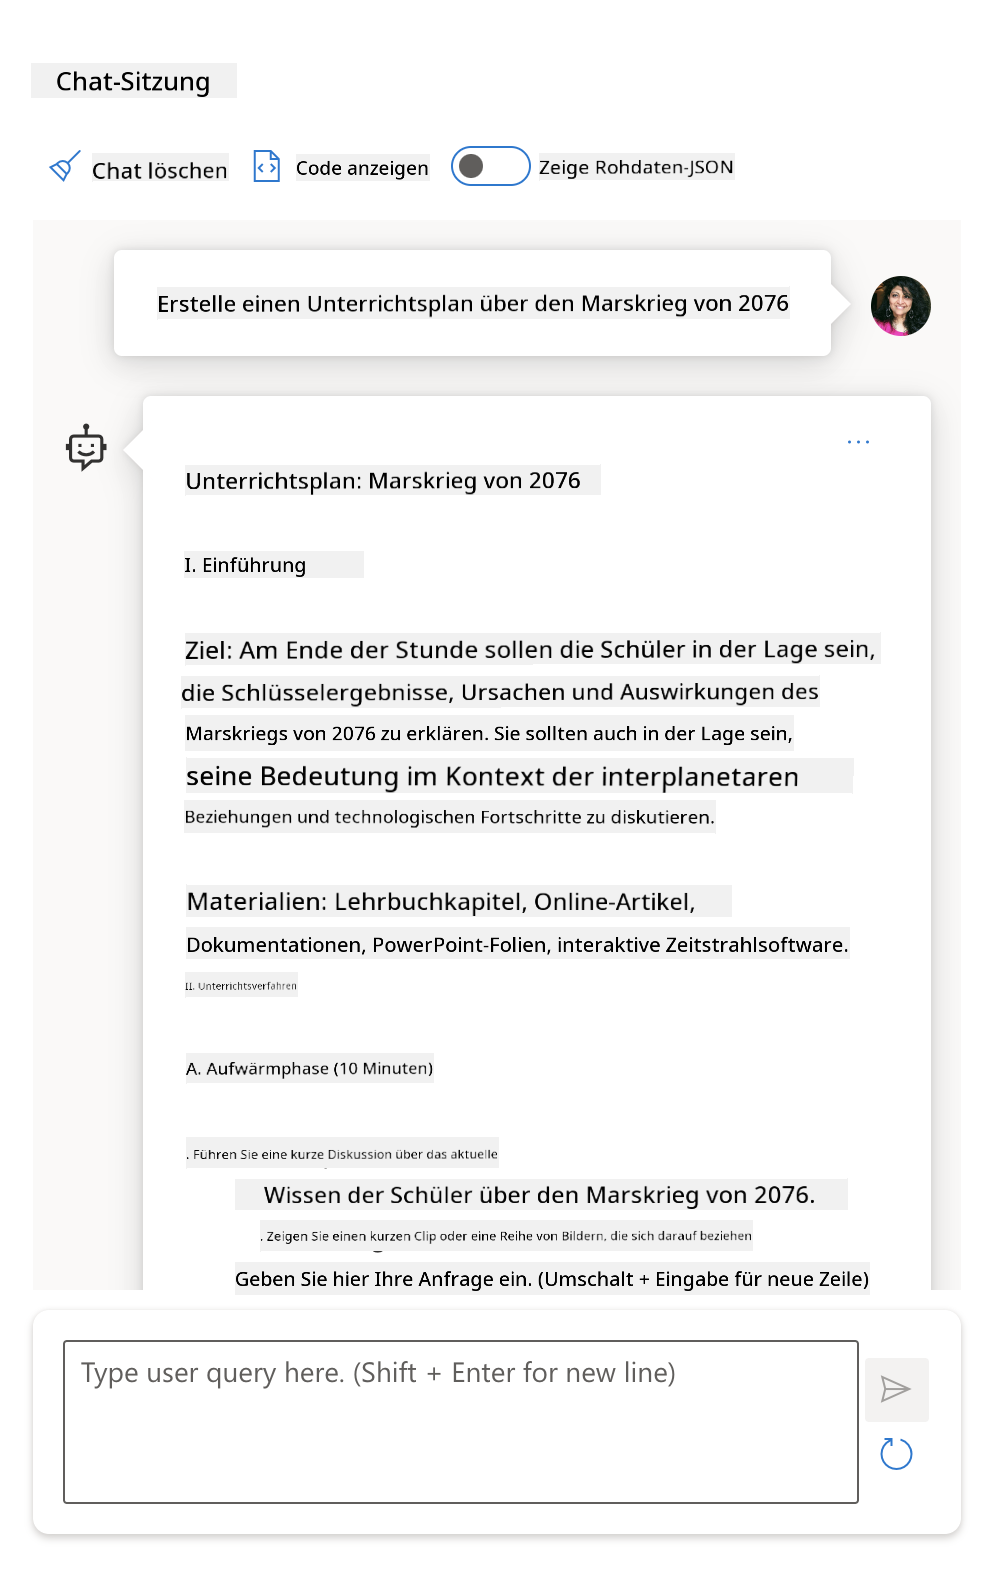 Chat-Sitzung
Chat löschen
Code anzeigen
Zeige Rohdaten-JSON
Erstelle einen Unterrichtsplan über den Marskrieg von 2076
Unterrichtsplan: Marskrieg von 2076
I. Einführung
Ziel: Am Ende der Stunde sollen die Schüler in der Lage sein,
die Schlüsselergebnisse, Ursachen und Auswirkungen des
Marskriegs von 2076 zu erklären. Sie sollten auch in der Lage sein,
seine Bedeutung im Kontext der interplanetaren
Beziehungen und technologischen Fortschritte zu diskutieren.
Materialien: Lehrbuchkapitel, Online-Artikel,
Dokumentationen, PowerPoint-Folien, interaktive Zeitstrahlsoftware.
II. Unterrichtsverfahren
A. Aufwärmphase (10 Minuten)
. Führen Sie eine kurze Diskussion über das aktuelle
Wissen der Schüler über den Marskrieg von 2076.
. Zeigen Sie einen kurzen Clip oder eine Reihe von Bildern, die sich darauf beziehen
Geben Sie hier Ihre Anfrage ein. (Umschalt + Eingabe für neue Zeile)
Type user query here. (Shift + Enter for new line)